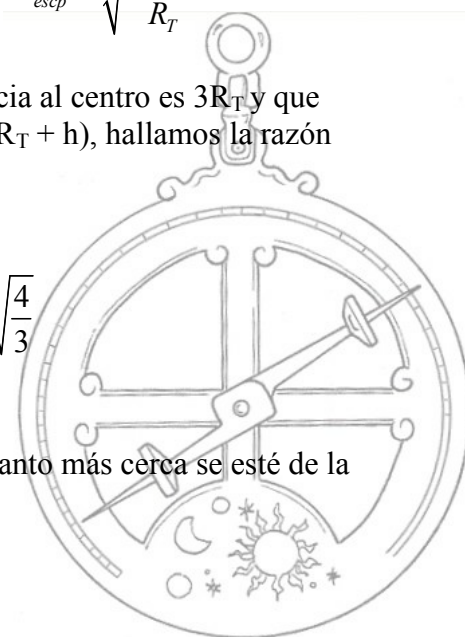 escp √ R_T
cia al centro es 3R_T y que
R_T + h), hallamos la razón
√4/3
anto más cerca se esté de la